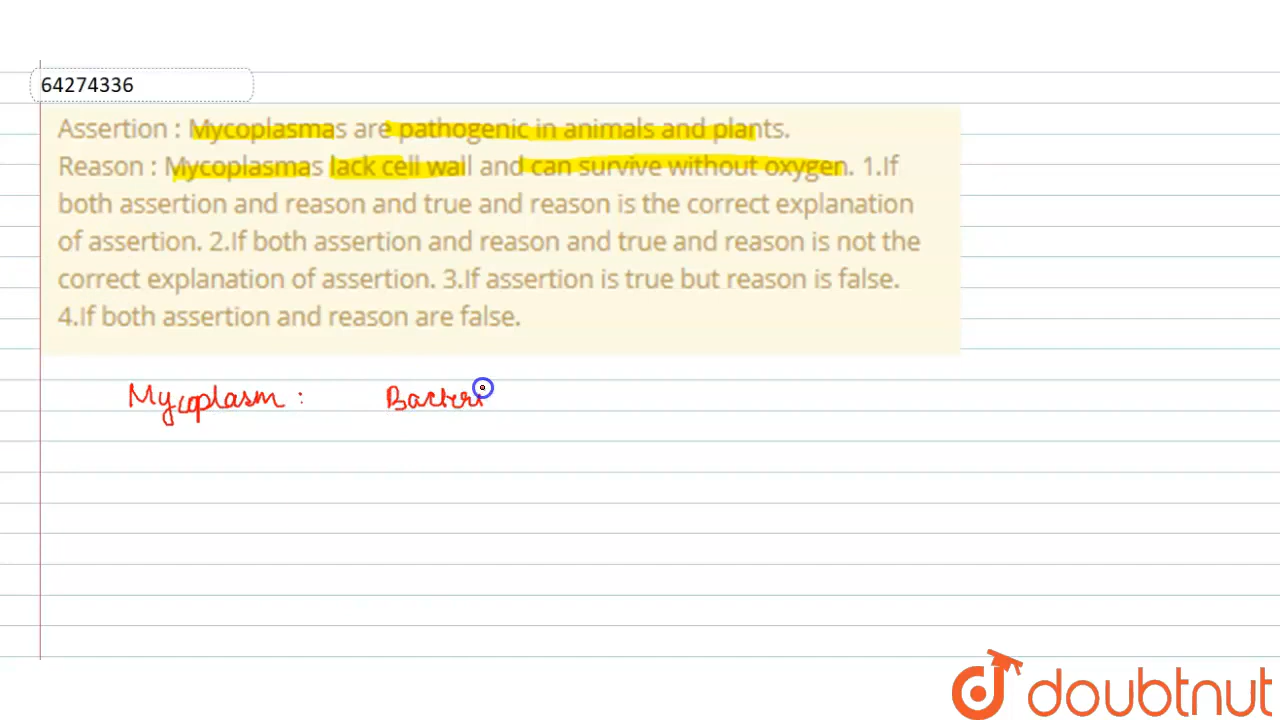 64274336
Assertion : Mycoplasmas are pathogenic in animals and plants.
Reason : Mycoplasmas lack cell wall and can survive without oxygen. 1.If
both assertion and reason and true and reason is the correct explanation
of assertion. 2.If both assertion and reason and true and reason is not the
correct explanation of assertion. 3.If assertion is true but reason is false.
4.If both assertion and reason are false.
Mycoplasm : Bacteri
doubtnut